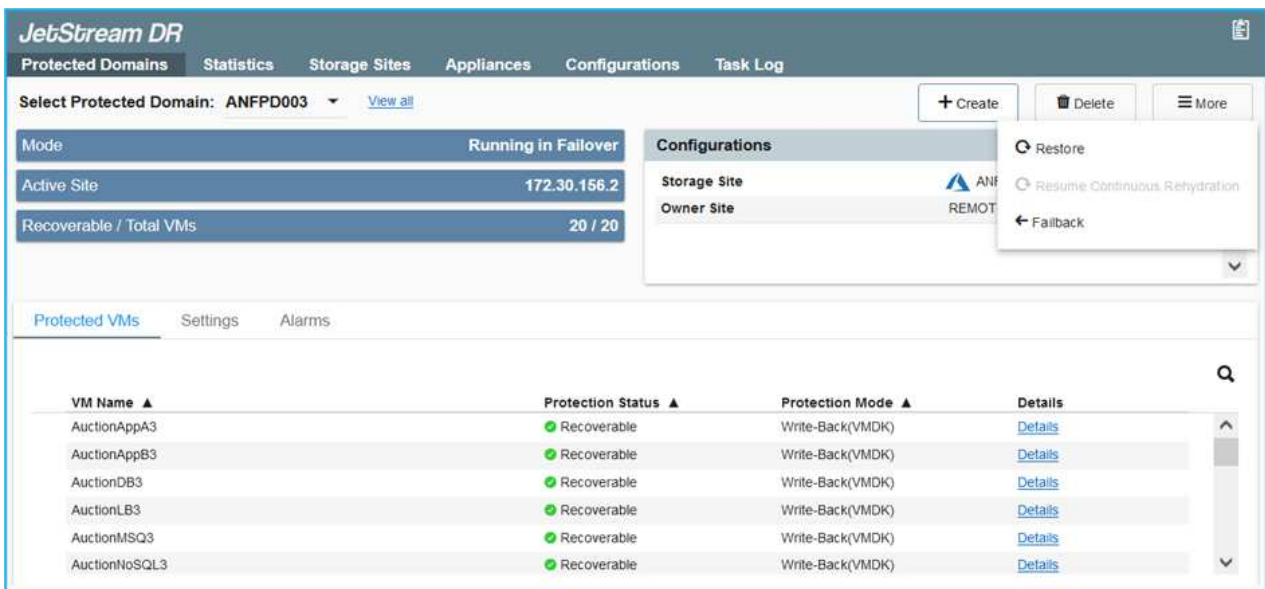 JetStream DR
Protected Domains Statistics Storage Sites Appliances Configurations Task Log
Select Protected Domain: ANFPD003 View all + Create Delete More
Mode Running in Failover
Active Site 172.30.156.2
Recoverable / Total VMs 20 / 20
Configurations
Storage Site ANF
Owner Site REMOT
Restore
Resume Continuous Rehydration
Failback
Protected VMs Settings Alarms
VM Name ▲ Protection Status ▲ Protection Mode ▲ Details
AuctionAppA3 Recoverable Write-Back(VMDK) Details
AuctionAppB3 Recoverable Write-Back(VMDK) Details
AuctionDB3 Recoverable Write-Back(VMDK) Details
AuctionLB3 Recoverable Write-Back(VMDK) Details
AuctionMSQ3 Recoverable Write-Back(VMDK) Details
AuctionNoSQL3 Recoverable Write-Back(VMDK) Details